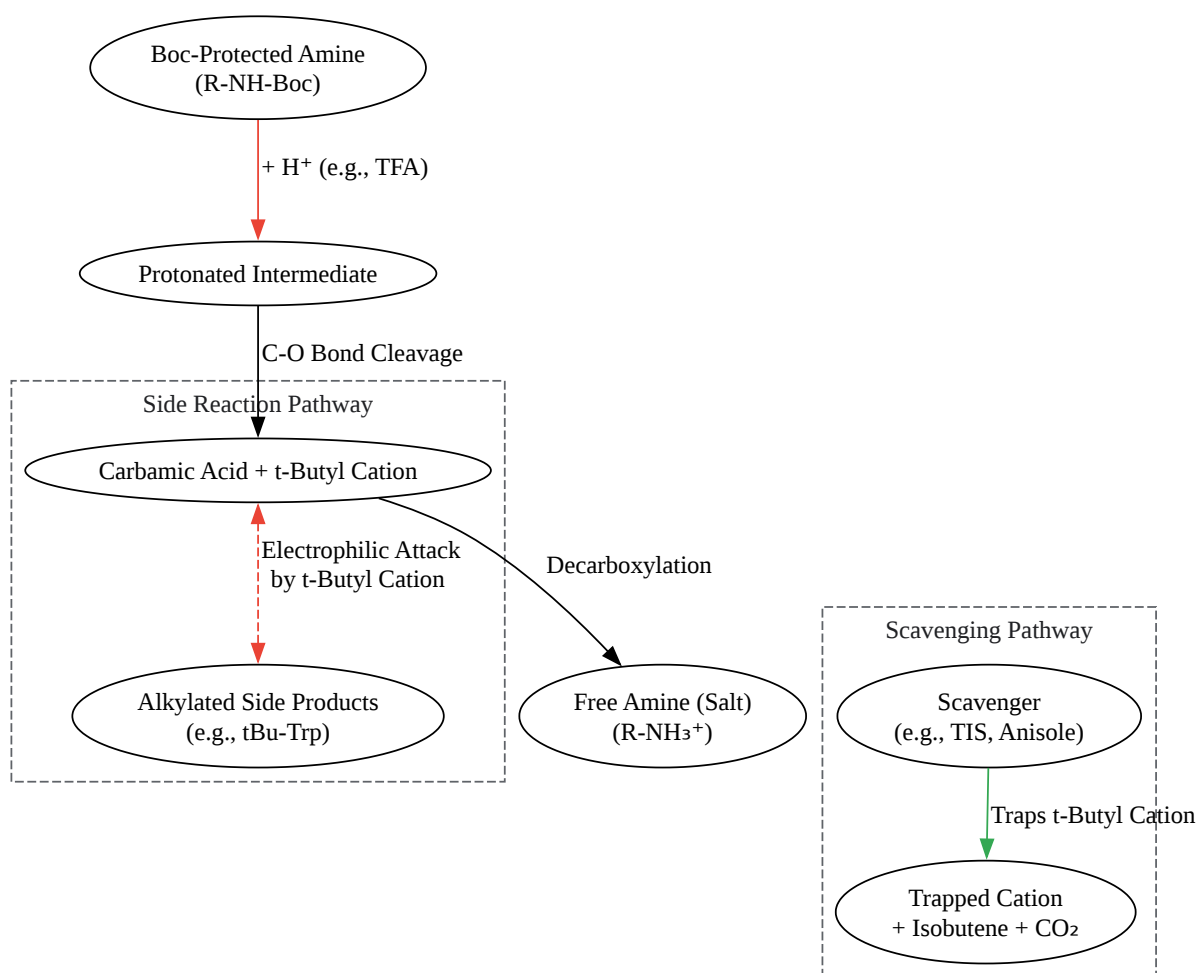 Boc-Protected Amine
(R-NH-Boc)
+ H⁺ (e.g., TFA)
Protonated Intermediate
C-O Bond Cleavage
Side Reaction Pathway
Carbamic Acid + t-Butyl Cation
Electrophilic Attack
by t-Butyl Cation
Decarboxylation
Alkylated Side Products
(e.g., tBu-Trp)
Free Amine (Salt)
(R-NH₃⁺)
Scavenging Pathway
Scavenger
(e.g., TIS, Anisole)
Traps t-Butyl Cation
Trapped Cation
+ Isobutene + CO₂